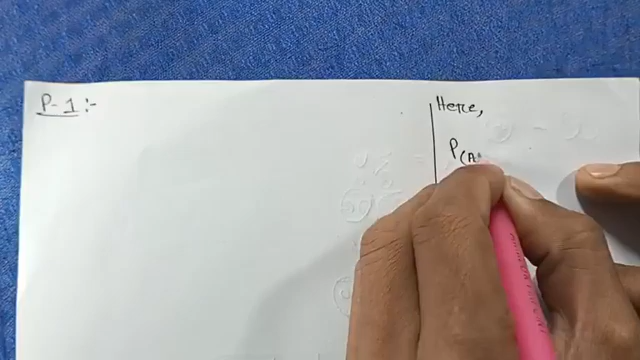 P-1:-
Here,
P(A